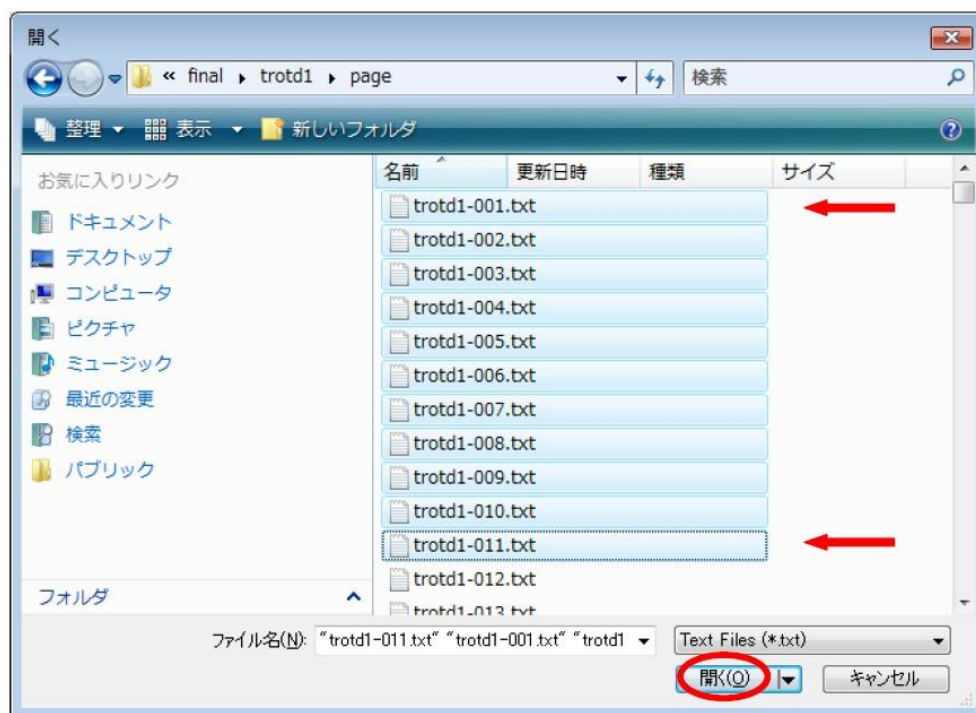 開く
« final ▸ trotd1 ▸ page
検索
整理 表示 新しいフォルダ
お気に入りリンク
ドキュメント
デスクトップ
コンピュータ
ピクチャ
ミュージック
最近の変更
検索
パブリック
フォルダ
名前 更新日時 種類 サイズ
trotd1-001.txt
trotd1-002.txt
trotd1-003.txt
trotd1-004.txt
trotd1-005.txt
trotd1-006.txt
trotd1-007.txt
trotd1-008.txt
trotd1-009.txt
trotd1-010.txt
trotd1-011.txt
trotd1-012.txt
trotd1-013.txt
ファイル名(N): "trotd1-011.txt" "trotd1-001.txt" "trotd1 Text Files (*.txt)
開く(O) キャンセル